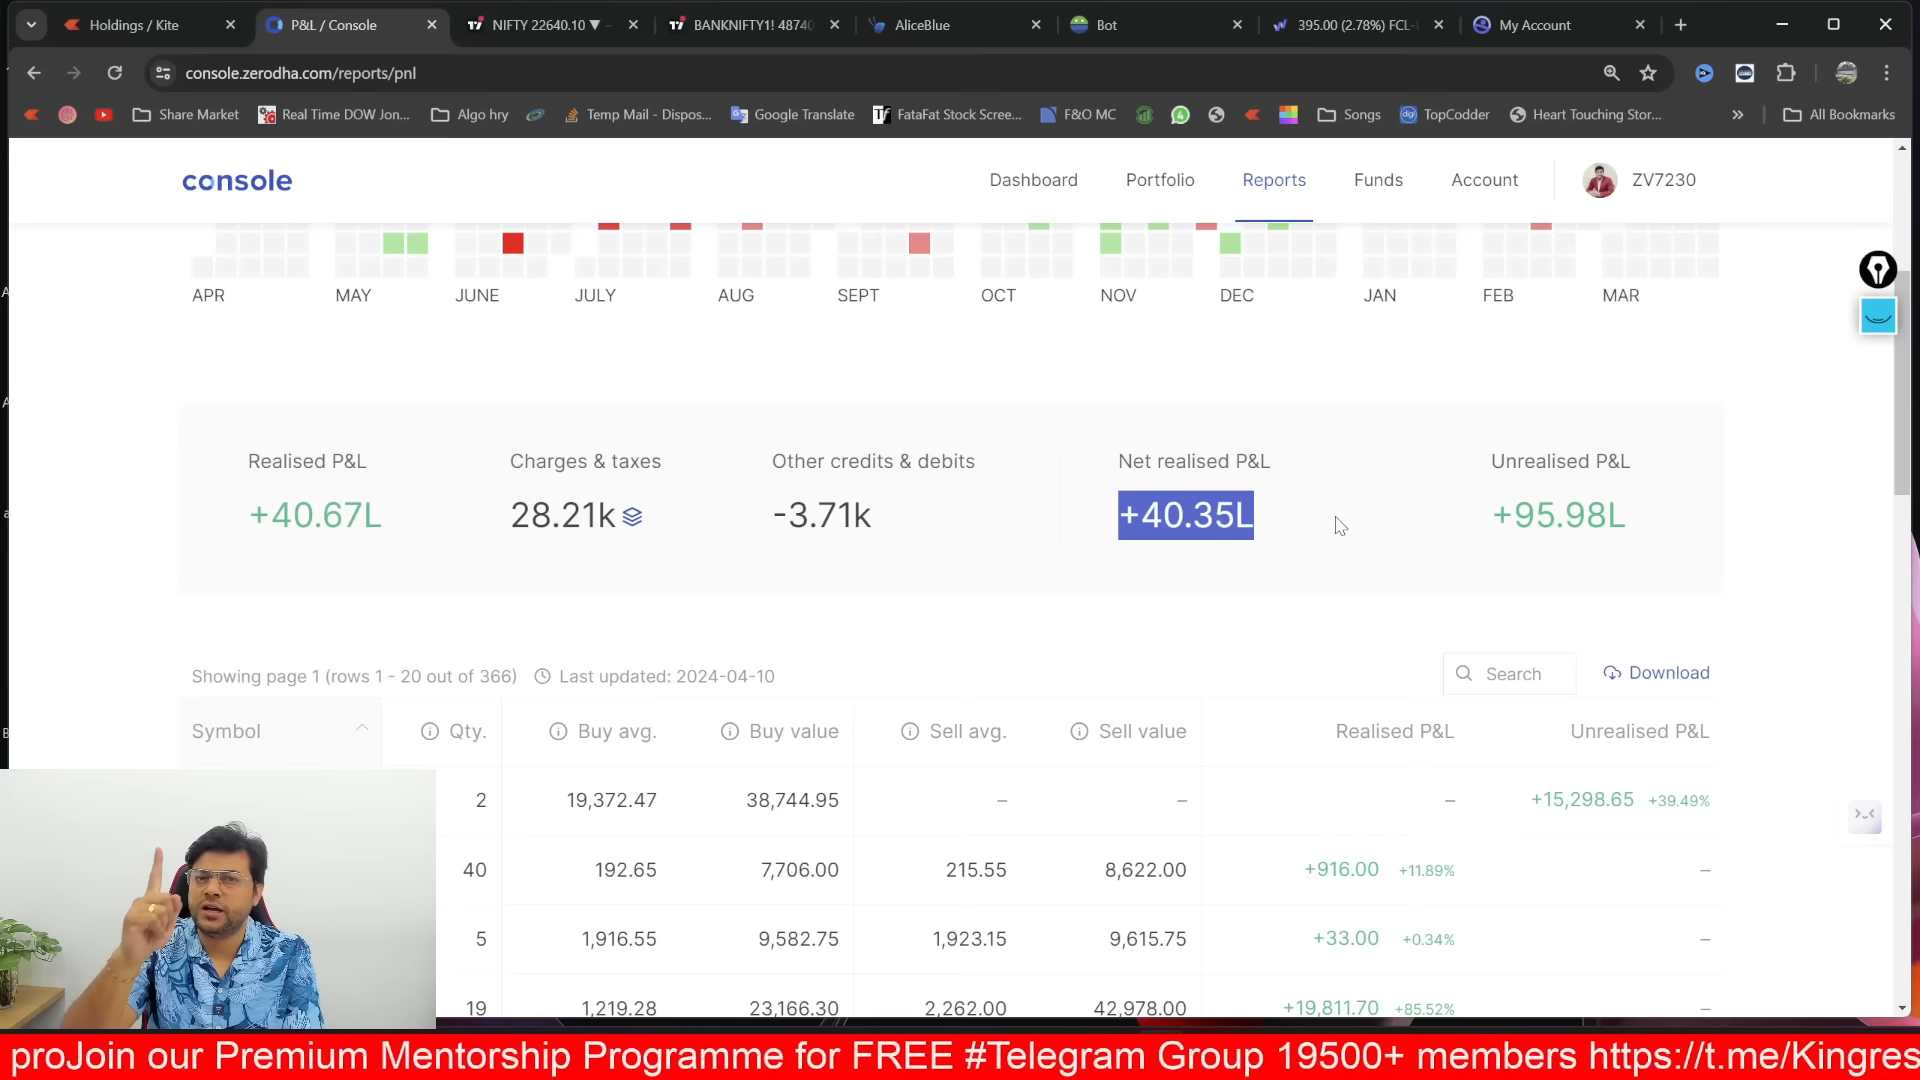 Holdings / Kite
P&L / Console
NIFTY 22640.10 ▼ -
BANKNIFTY1! 48740
AliceBlue
Bot
395.00 (2.78%) FCL-
My Account
console.zerodha.com/reports/pnl
Share Market
Real Time DOW Jon...
Algo hry
Temp Mail - Dispos...
Google Translate
FataFat Stock Scree...
F&O MC
Songs
TopCodder
Heart Touching Stor...
All Bookmarks
console
Dashboard
Portfolio
Reports
Funds
Account
ZV7230
APR
MAY
JUNE
JULY
AUG
SEPT
OCT
NOV
DEC
JAN
FEB
MAR
Realised P&L
Charges & taxes
Other credits & debits
Net realised P&L
Unrealised P&L
+40.67L
28.21k
-3.71k
+40.35L
+95.98L
Showing page 1 (rows 1 - 20 out of 366)
Last updated: 2024-04-10
Search
Download
Symbol Qty. Buy avg. Buy value Sell avg. Sell value Realised P&L Unrealised P&L
2 19,372.47 38,744.95 – – – +15,298.65 +39.49%
40 192.65 7,706.00 215.55 8,622.00 +916.00 +11.89% –
5 1,916.55 9,582.75 1,923.15 9,615.75 +33.00 +0.34% –
19 1,219.28 23,166.30 2,262.00 42,978.00 +19,811.70 +85.52% –
proJoin our Premium Mentorship Programme for FREE #Telegram Group 19500+ members https://t.me/Kingres